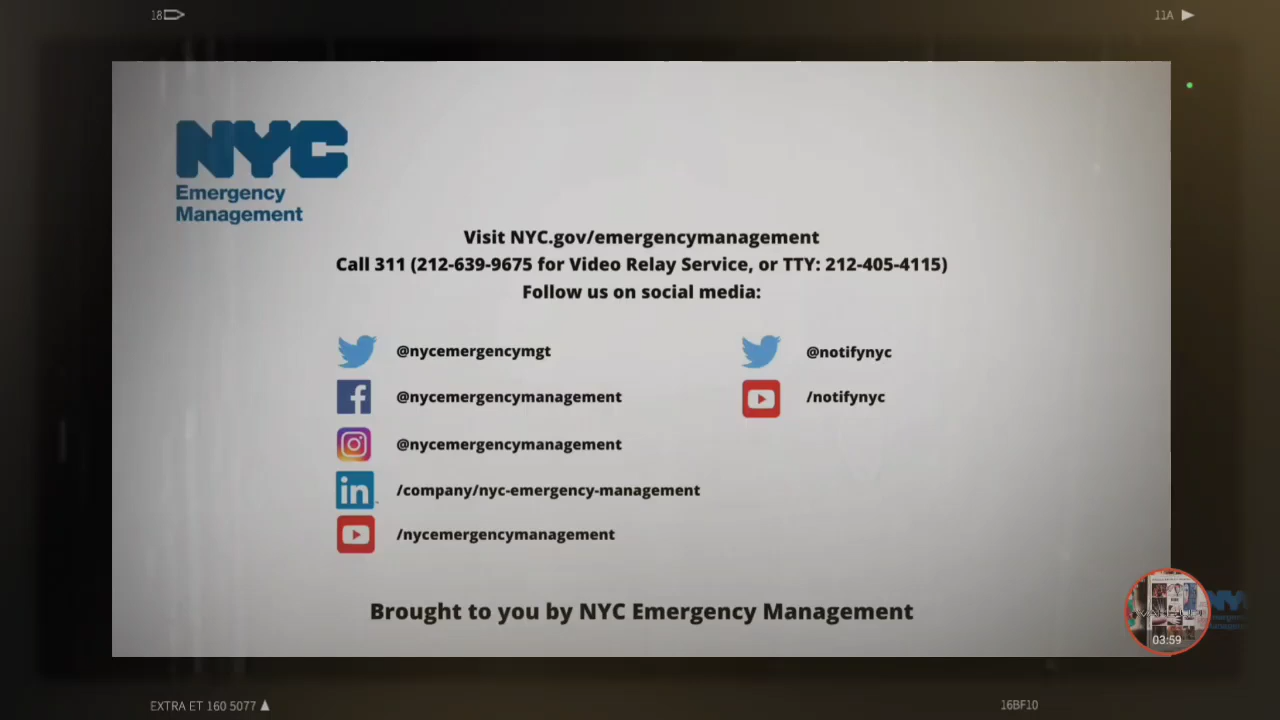 18
11A
NYC
Emergency
Management
Visit NYC.gov/emergencymanagement
Call 311 (212-639-9675 for Video Relay Service, or TTY: 212-405-4115)
Follow us on social media:
@nycemergencymgt
@notifynyc
@nycemergencymanagement
/notifynyc
@nycemergencymanagement
in
/company/nyc-emergency-management
/nycemergencymanagement
Brought to you by NYC Emergency Management
03:59
EXTRA ET 160 5077
16BF10